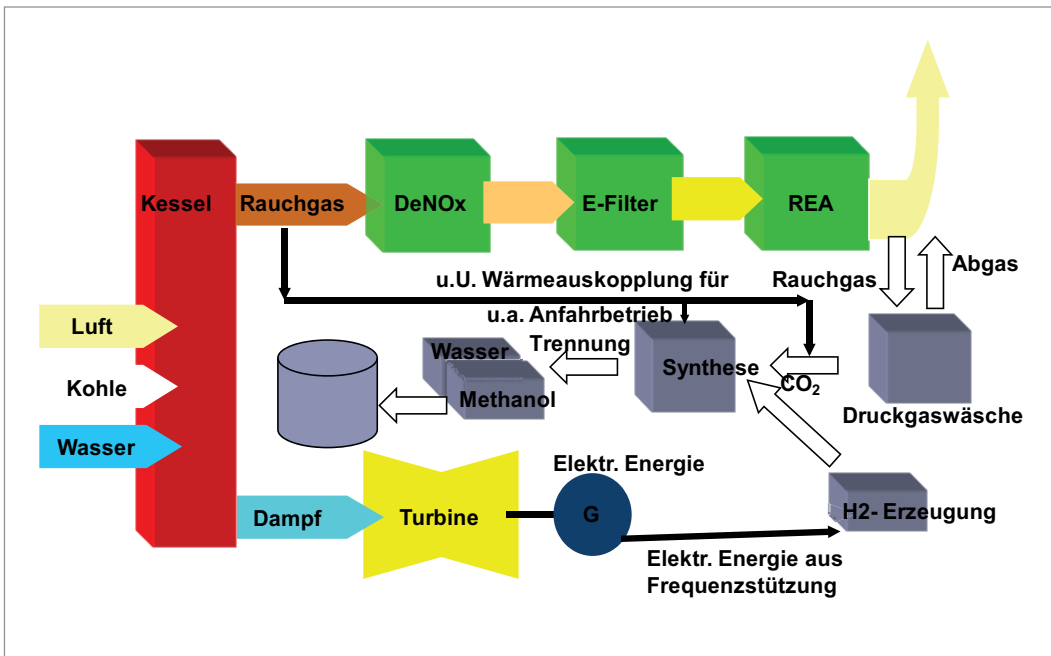 Kessel
Rauchgas
DeNOx
E-Filter
REA
Abgas
Rauchgas
u.U. Wärmeauskopplung für
u.a. Anfahrbetrieb
Luft
Kohle
Wasser
Trennung
Wasser
Methanol
Synthese
CO2
Druckgaswäsche
Elektr. Energie
Dampf
Turbine
G
H2- Erzeugung
Elektr. Energie aus
Frequenzstützung